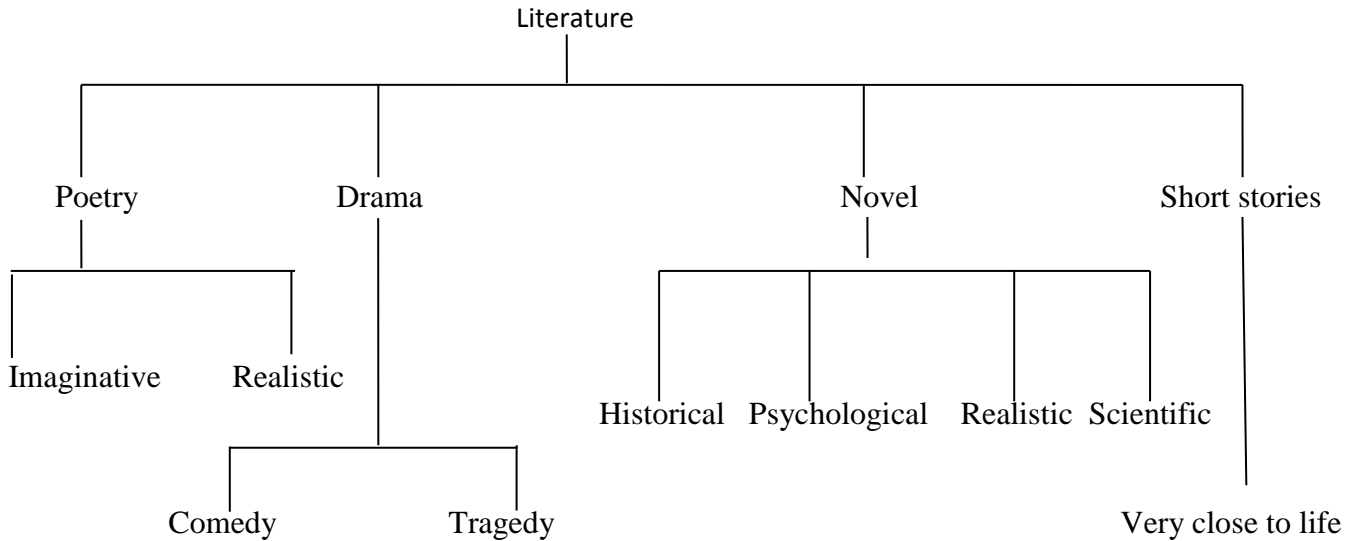 Literature
Poetry Drama Novel Short stories
Imaginative Realistic
Historical Psychological Realistic Scientific
Comedy Tragedy Very close to life